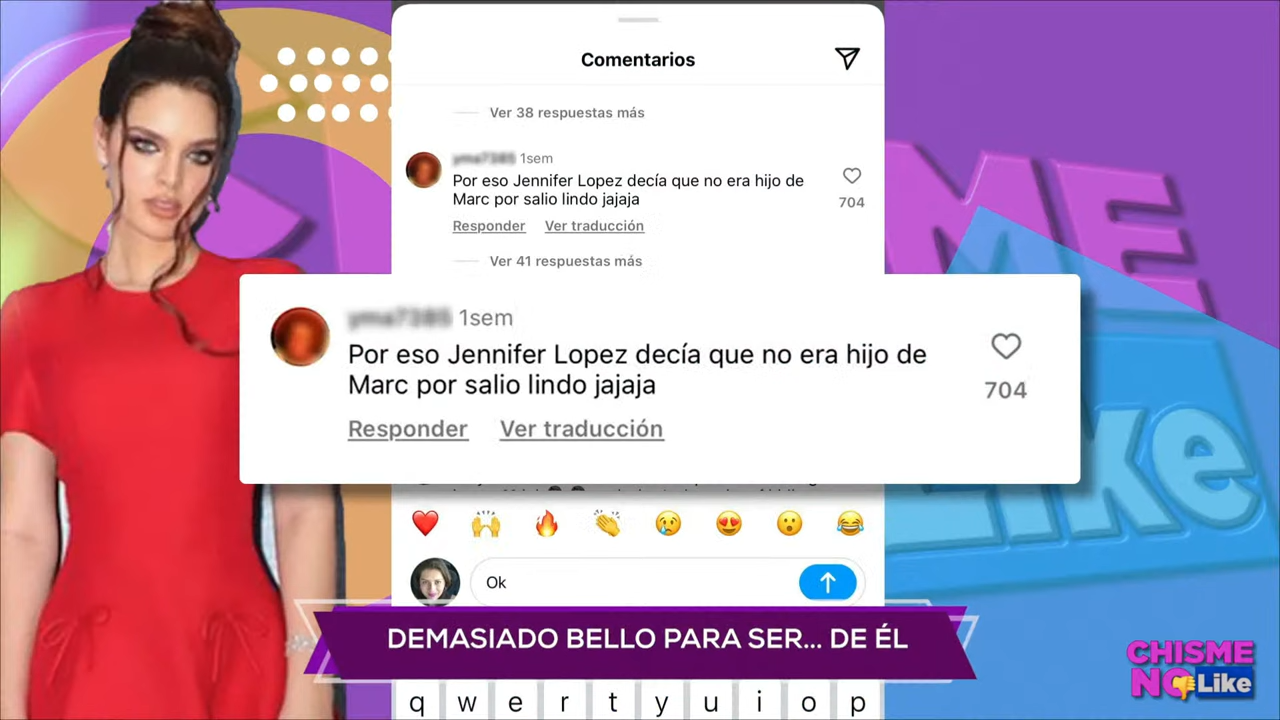 Comentarios
Ver 38 respuestas más
1sem
Por eso Jennifer Lopez decía que no era hijo de
Marc por salio lindo jajaja
704
Responder Ver traducción
Ver 41 respuestas más
1sem
Por eso Jennifer Lopez decía que no era hijo de
Marc por salio lindo jajaja
704
Responder Ver traducción
Ok
DEMASIADO BELLO PARA SER... DE ÉL
q w e r t y u i o p
CHISME
NO Like
ME
Like